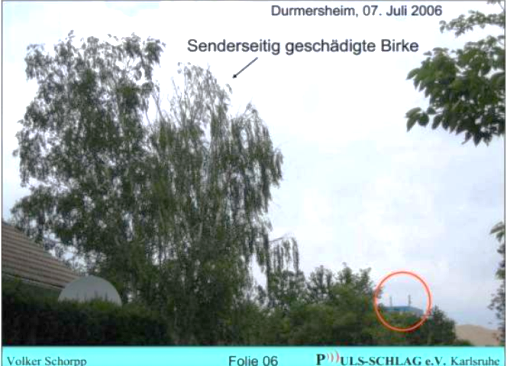 Durmersheim, 07. Juli 2006
Senderseitig geschädigte Birke
Volker Schorpp
Folie 06
P)))ULS-SCHLAG e.V. Karlsruhe